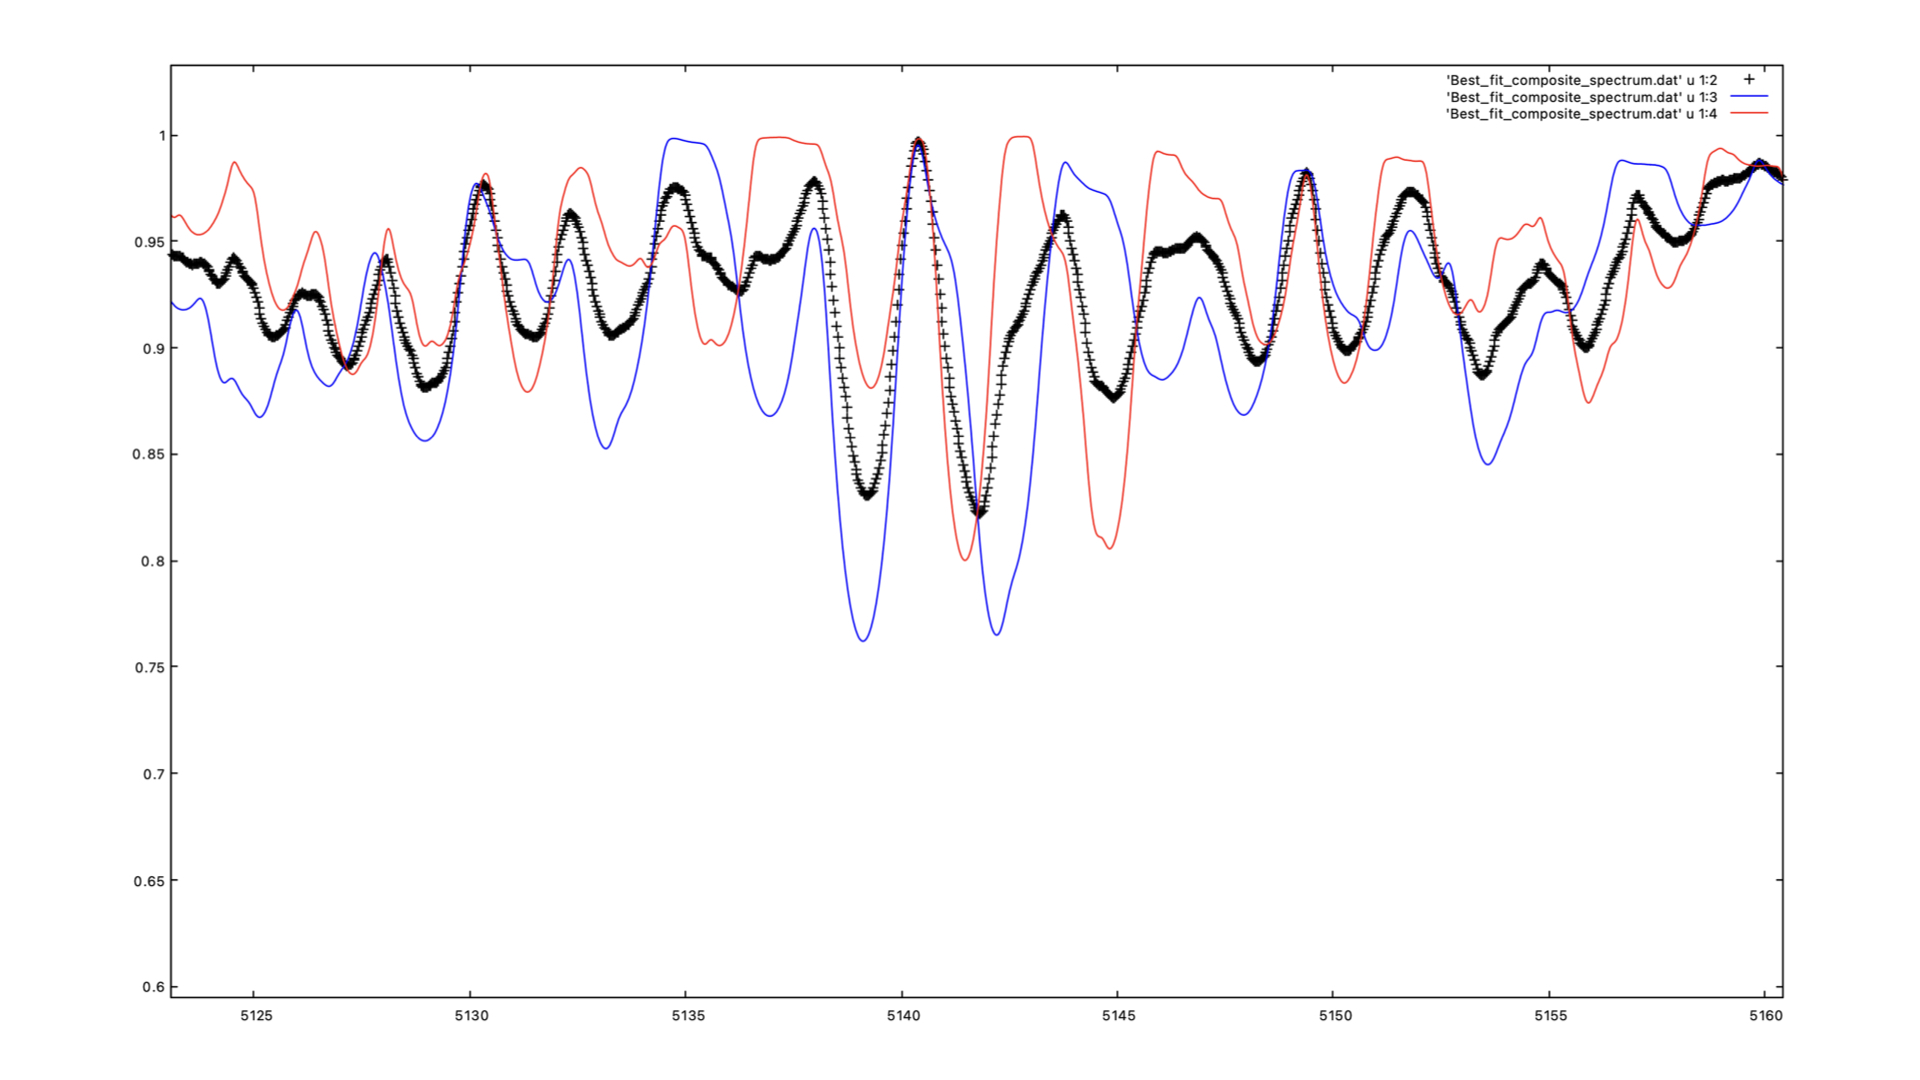 'Best_fit_composite_spectrum.dat' u 1:2
'Best_fit_composite_spectrum.dat' u 1:3
'Best_fit_composite_spectrum.dat' u 1:4
1
0.95
0.9
0.85
0.8
0.75
0.7
0.65
0.6
5125 5130 5135 5140 5145 5150 5155 5160